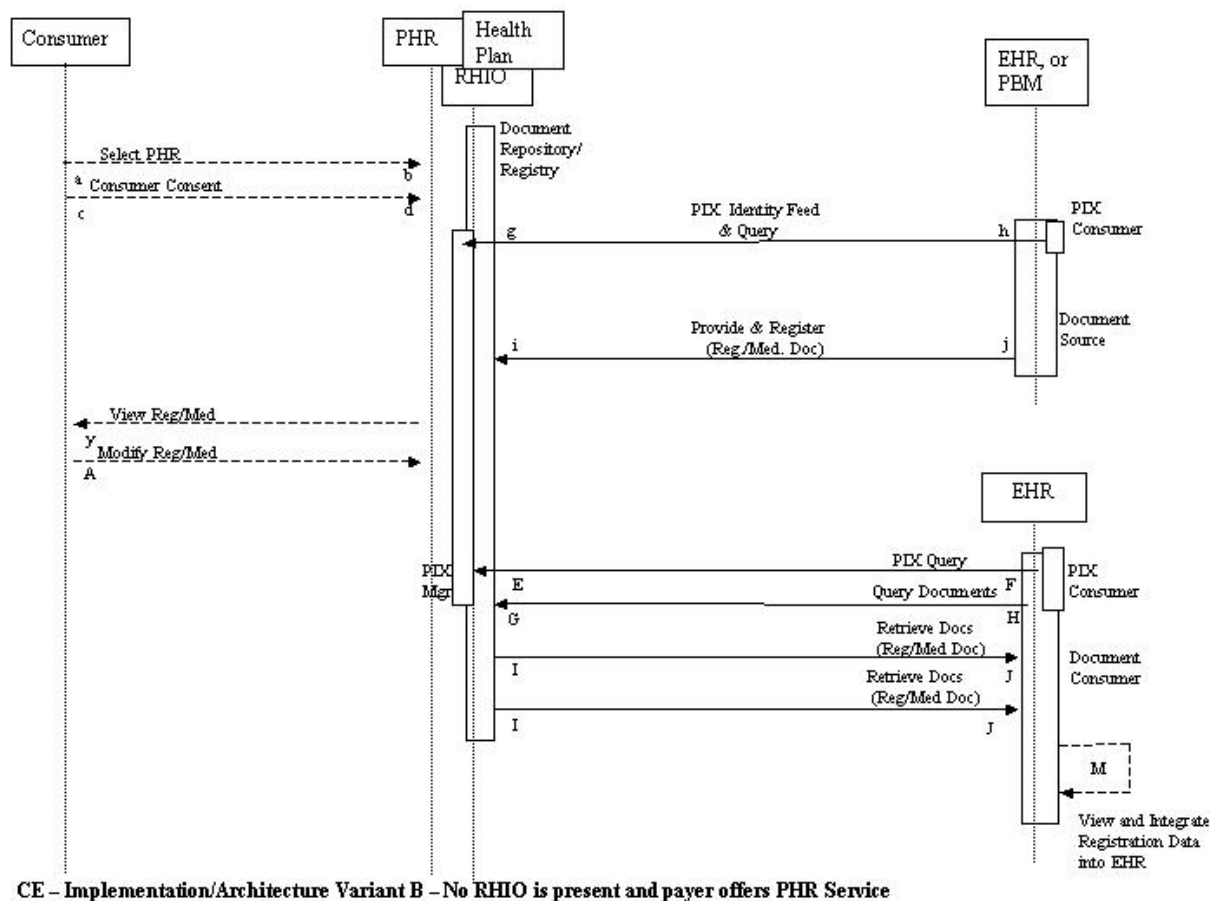 Consumer
PHR
Health
Plan
RHIO
EHR, or
PBM
Document
Repository/
Registry
Select PHR
a
b
Consumer Consent
c
d
PIX Identity Feed
& Query
g
h
PIX
Consumer
Provide & Register
(Reg./Med. Doc)
i
j
Document
Source
View Reg/Med
y
Modify Reg/Med
A
EHR
PIX Query
PIX
Mgr
E
F
PIX
Consumer
Query Documents
G
H
Retrieve Docs
(Reg/Med Doc)
I
J
Document
Consumer
Retrieve Docs
(Reg/Med Doc)
I
J
M
View and Integrate
Registration Data
into EHR
CE – Implementation/Architecture Variant B – No RHIO is present and payer offers PHR Service